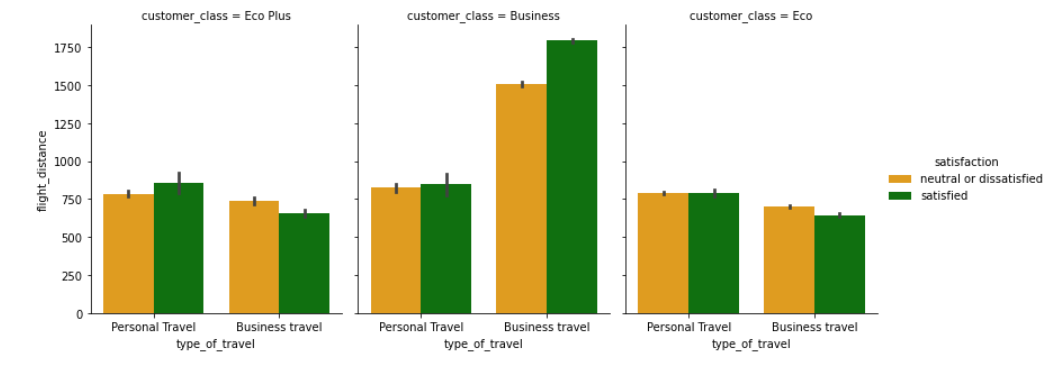 customer_class = Eco Plus
customer_class = Business
customer_class = Eco
flight_distance
1750
1500
1250
1000
750
500
250
0
Personal Travel
Business travel
type_of_travel
Personal Travel
Business travel
type_of_travel
Personal Travel
Business travel
type_of_travel
satisfaction
neutral or dissatisfied
satisfied